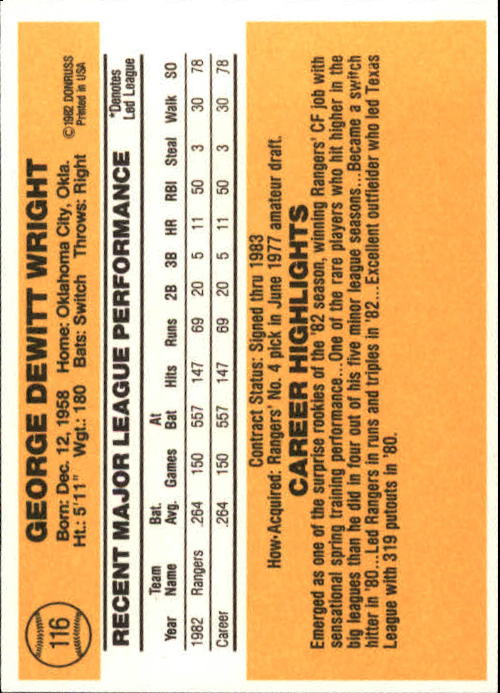 116
GEORGE DEWITT WRIGHT
Born: Dec. 12, 1958 Home: Oklahoma City, Okla.
Ht.: 5'11" Wgt.: 180 Bats: Switch Throws: Right
©1982 DONRUSS
Printed in USA
RECENT MAJOR LEAGUE PERFORMANCE
*Denotes
Led League
Year Team Name Bat. Avg. Games At Bat Hits Runs 2B 3B HR RBI Steal Walk SO
1982 Rangers .264 150 557 147 69 20 5 11 50 3 30 78
Career .264 150 557 147 69 20 5 11 50 3 30 78
Contract Status: Signed thru 1983
How-Acquired: Rangers' No. 4 pick in June 1977 amateur draft.
CAREER HIGHLIGHTS
Emerged as one of the surprise rookies of the '82 season, winning Rangers' CF job with
sensational spring training performance...One of the rare players who hit higher in the
big leagues than he did in four out of his five minor league seasons...Became a switch
hitter in '80...Led Rangers in runs and triples in '82...Excellent outfielder who led Texas
League with 319 putouts in '80.